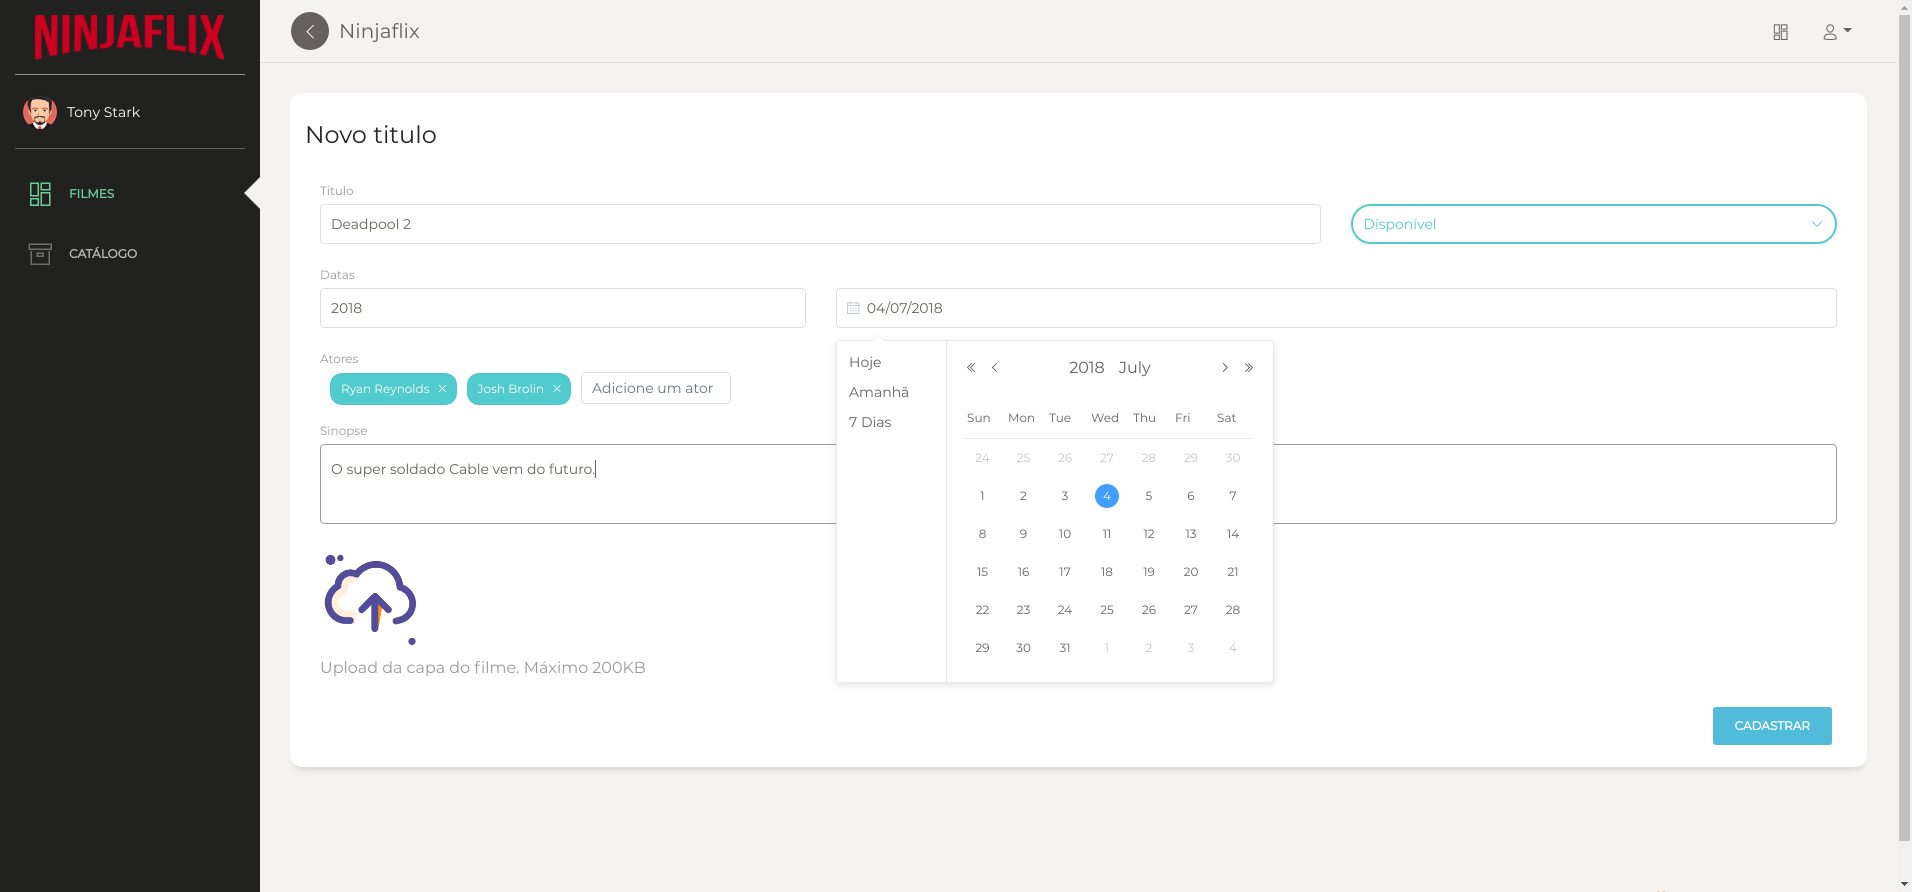 NINJAFLIX
Tony Stark
FILMES
CATÁLOGO
Ninjaflix
Novo titulo
Titulo
Deadpool 2
Disponível
Datas
2018
04/07/2018
Atores
Ryan Reynolds
Josh Brolin
Adicione um ator
Sinopse
O super soldado Cable vem do futuro.
Upload da capa do filme. Máximo 200KB
Hoje
Amanhã
7 Dias
2018 July
Sun Mon Tue Wed Thu Fri Sat
24 25 26 27 28 29 30
1 2 3 4 5 6 7
8 9 10 11 12 13 14
15 16 17 18 19 20 21
22 23 24 25 26 27 28
29 30 31 1 2 3 4
CADASTRAR